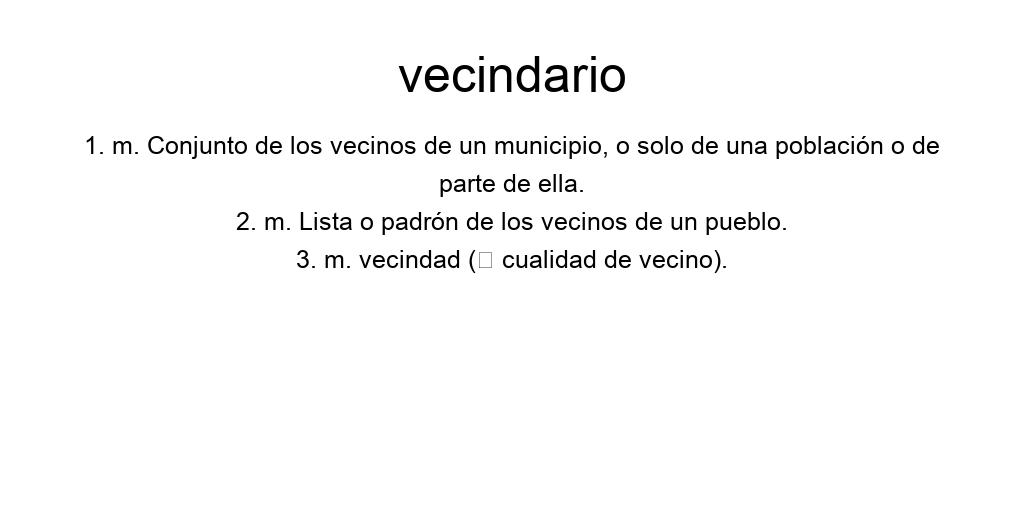 vecindario
1. m. Conjunto de los vecinos de un municipio, o solo de una población o de
parte de ella.
2. m. Lista o padrón de los vecinos de un pueblo.
3. m. vecindad (□ cualidad de vecino).